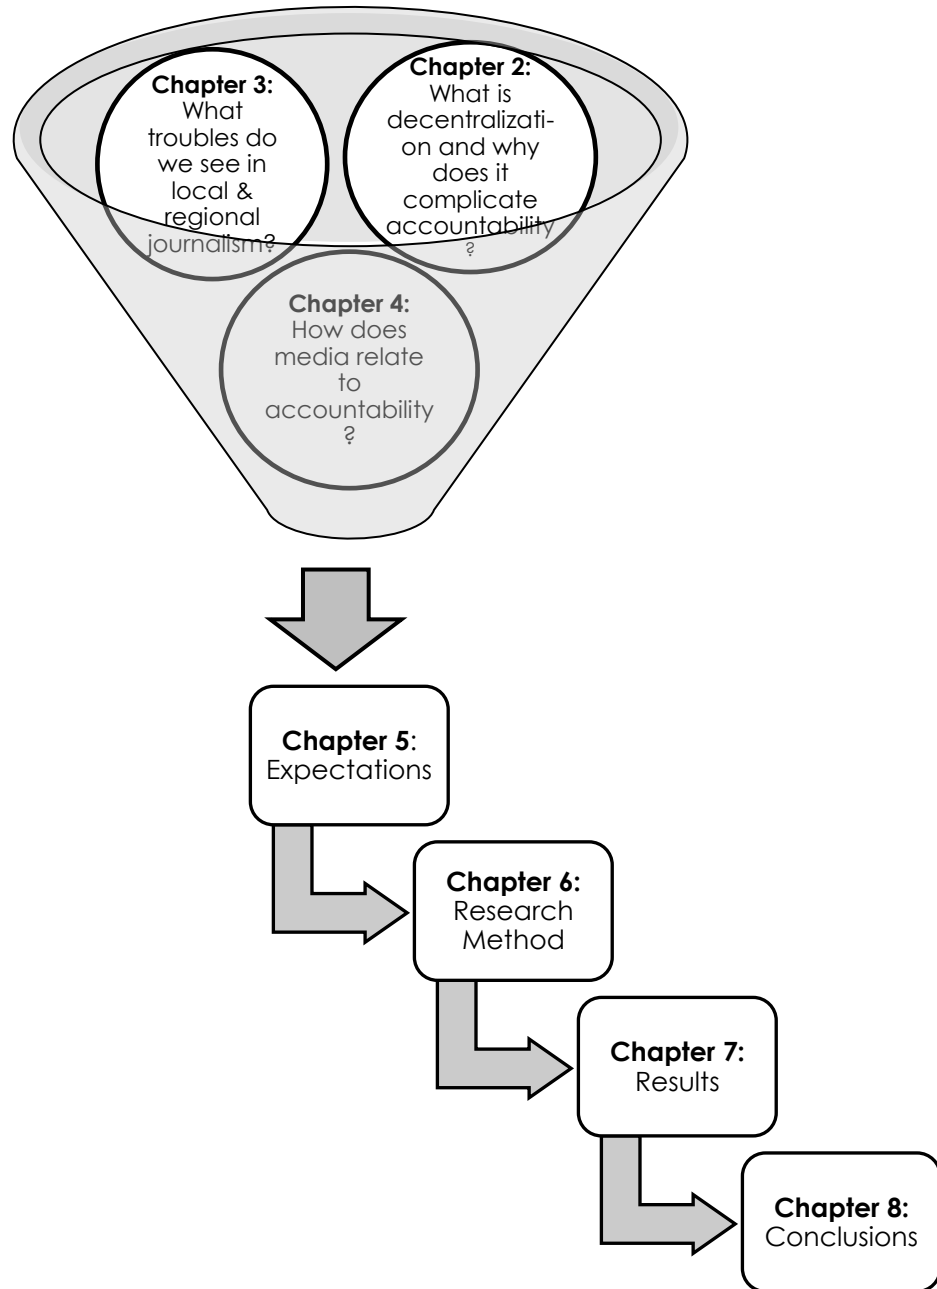 Chapter 3:
What
troubles do
we see in
local &
regional
journalism?
Chapter 2:
What is
decentralizati-
on and why
does it
complicate
accountability
?
Chapter 4:
How does
media relate
to
accountability
?
Chapter 5:
Expectations
Chapter 6:
Research
Method
Chapter 7:
Results
Chapter 8:
Conclusions